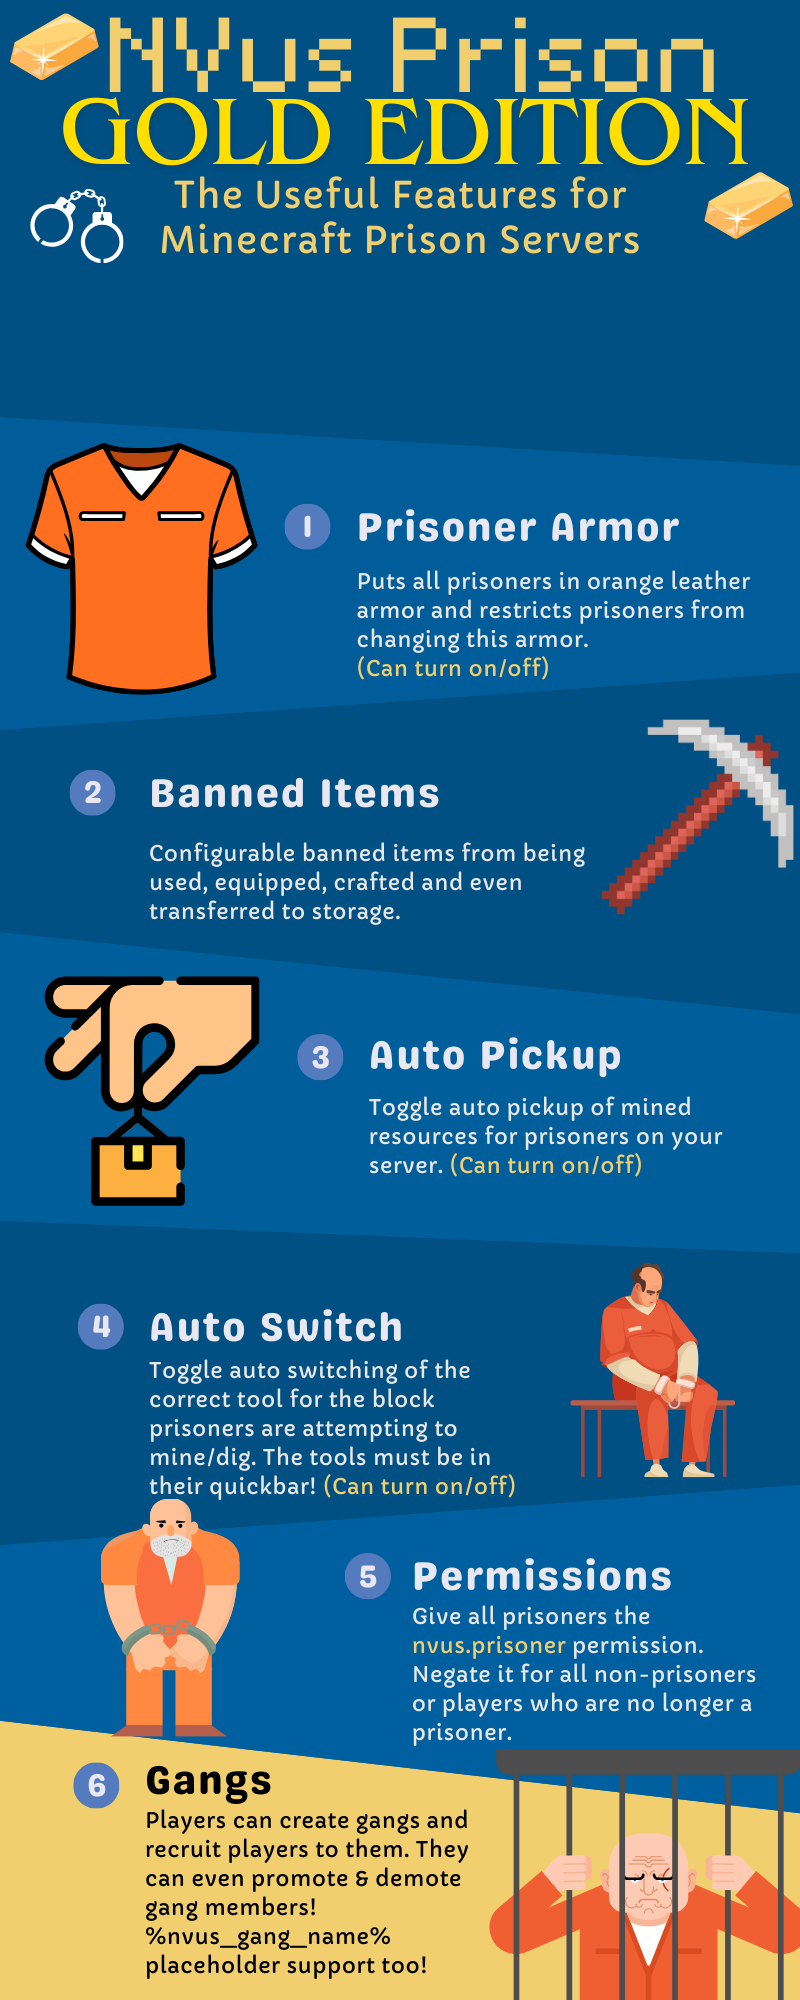 NVus Prison
GOLD EDITION
The Useful Features for
Minecraft Prison Servers
1 Prisoner Armor
Puts all prisoners in orange leather
armor and restricts prisoners from
changing this armor.
(Can turn on/off)
2 Banned Items
Configurable banned items from being
used, equipped, crafted and even
transferred to storage.
3 Auto Pickup
Toggle auto pickup of mined
resources for prisoners on your
server. (Can turn on/off)
4 Auto Switch
Toggle auto switching of the
correct tool for the block
prisoners are attempting to
mine/dig. The tools must be in
their quickbar! (Can turn on/off)
5 Permissions
Give all prisoners the
nvus.prisoner permission.
Negate it for all non-prisoners
or players who are no longer a
prisoner.
6 Gangs
Players can create gangs and
recruit players to them. They
can even promote & demote
gang members!
%nvus_gang_name%
placeholder support too!